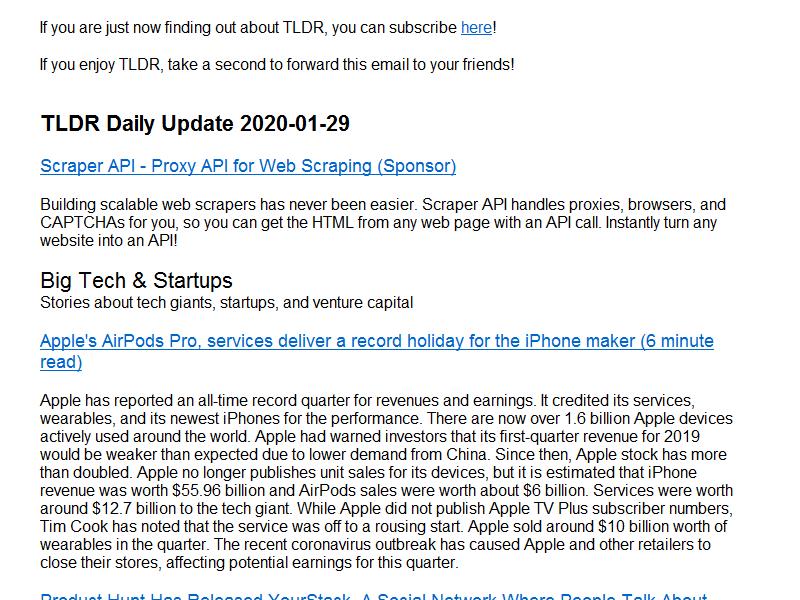 If you are just now finding out about TLDR, you can subscribe here!
If you enjoy TLDR, take a second to forward this email to your friends!
TLDR Daily Update 2020-01-29
Scraper API - Proxy API for Web Scraping (Sponsor)
Building scalable web scrapers has never been easier. Scraper API handles proxies, browsers, and
CAPTCHAs for you, so you can get the HTML from any web page with an API call. Instantly turn any
website into an API!
Big Tech & Startups
Stories about tech giants, startups, and venture capital
Apple's AirPods Pro, services deliver a record holiday for the iPhone maker (6 minute
read)
Apple has reported an all-time record quarter for revenues and earnings. It credited its services,
wearables, and its newest iPhones for the performance. There are now over 1.6 billion Apple devices
actively used around the world. Apple had warned investors that its first-quarter revenue for 2019
would be weaker than expected due to lower demand from China. Since then, Apple stock has more
than doubled. Apple no longer publishes unit sales for its devices, but it is estimated that iPhone
revenue was worth $55.96 billion and AirPods sales were worth about $6 billion. Services were worth
around $12.7 billion to the tech giant. While Apple did not publish Apple TV Plus subscriber numbers,
Tim Cook has noted that the service was off to a rousing start. Apple sold around $10 billion worth of
wearables in the quarter. The recent coronavirus outbreak has caused Apple and other retailers to
close their stores, affecting potential earnings for this quarter.
Product Hunt Has Released YourStack, A Social Network Where People Talk About